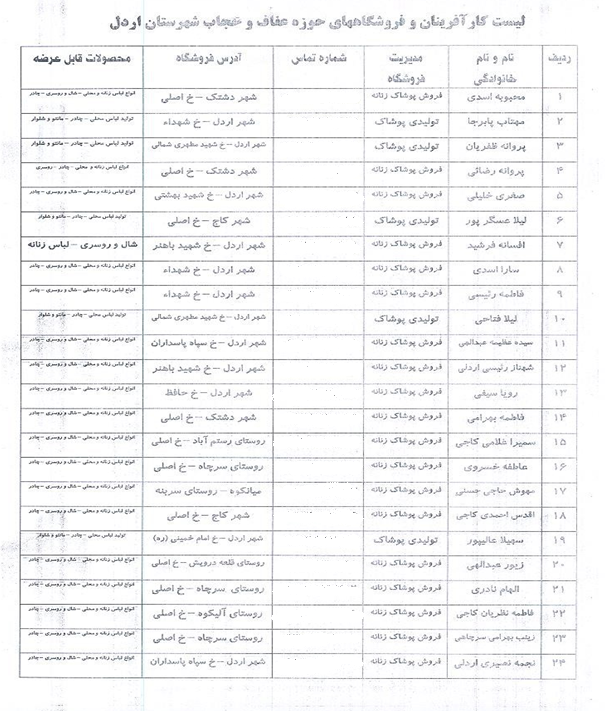 لیست کارآفرینان و فروشگاههای حوزه عفاف و حجاب شهرستان اردل
ردیف نام و نام خانوادگی مدیریت فروشگاه شماره تماس آدرس فروشگاه محصولات قابل عرضه
۱ محبوبه اسدی فروش پوشاک زنانه شهر دشتک – خ اصلی انواع لباس زنانه و محلی – شال و روسری – چادر
۲ مهتاب پابرجا تولیدی پوشاک شهر اردل – خ شهداء تولید لباس محلی – چادر – مانتو و شلوار
۳ پروانه ظفریان تولیدی پوشاک شهر اردل – خ شهید مطهری شمالی تولید لباس محلی – چادر – مانتو و شلوار
۴ پروانه رضائی فروش پوشاک زنانه شهر دشتک – خ اصلی انواع لباس زنانه و محلی – چادر – روسری
۵ صغری خلیلی فروش پوشاک زنانه شهر اردل – خ شهید بهشتی انواع لباس زنانه و محلی – شال و روسری – چادر
۶ لیلا عسگر پور تولیدی پوشاک شهر کاج – خ اصلی تولید لباس محلی – چادر – مانتو و شلوار
۷ افسانه فرشید فروش پوشاک زنانه شهر اردل – خ شهید باهنر شال و روسری – لباس زنانه
۸ سارا اسدی فروش پوشاک زنانه شهر اردل – خ شهداء انواع لباس زنانه و محلی – شال و روسری – چادر
۹ فاطمه رئیسی فروش پوشاک زنانه شهر اردل – خ شهداء انواع لباس زنانه و محلی – شال و روسری – چادر
۱۰ لیلا فتاحی تولیدی پوشاک شهر اردل – خ شهید مطهری شمالی تولید لباس محلی – چادر – مانتو و شلوار
۱۱ سیده عظیمه عبدالهی فروش پوشاک زنانه شهر اردل – خ سپاه پاسداران انواع لباس زنانه و محلی – شال و روسری – چادر
۱۲ شهناز رئیسی اردلی فروش پوشاک زنانه شهر اردل – خ شهید باهنر انواع لباس زنانه و محلی – شال و روسری – چادر
۱۳ رویا سیفی فروش پوشاک زنانه شهر اردل – خ حافظ انواع لباس زنانه و محلی – شال و روسری – چادر
۱۴ فاطمه بهرامی فروش پوشاک زنانه شهر دشتک – خ اصلی انواع لباس زنانه و محلی – شال و روسری – چادر
۱۵ سمیرا غلامی کاجی فروش پوشاک زنانه روستای رستم آباد – خ اصلی انواع لباس زنانه و محلی – شال و روسری – چادر
۱۶ عاطفه خسروی فروش پوشاک زنانه روستای سرچاه – خ اصلی انواع لباس زنانه و محلی – شال و روسری – چادر
۱۷ مهوش حاجی فروش پوشاک زنانه میانکوه – روستای سرپنه انواع لباس زنانه و محلی – شال و روسری – چادر
۱۸ اقدس احمدی کاجی فروش پوشاک زنانه شهر کاج – خ اصلی انواع لباس زنانه و محلی – شال و روسری – چادر
۱۹ سهیلا عالیپور تولیدی پوشاک شهر اردل – خ امام خمینی (ره) تولید لباس محلی – چادر – مانتو و شلوار
۲۰ زیور عبدالهی فروش پوشاک زنانه روستای قلعه درویش – خ اصلی انواع لباس زنانه و محلی – شال و روسری – چادر
۲۱ الهام نادری فروش پوشاک زنانه روستای سرچاه – خ اصلی انواع لباس زنانه و محلی – شال و روسری – چادر
۲۲ فاطمه نظریان کاجی فروش پوشاک زنانه روستای آلیکوه – خ اصلی انواع لباس زنانه و محلی – شال و روسری – چادر
۲۳ زینب بهرامی سرچاهی فروش پوشاک زنانه روستای سرچاه – خ اصلی انواع لباس زنانه و محلی – شال و روسری – چادر
۲۴ نجمه نصیری اردلی فروش پوشاک زنانه شهر اردل – خ سپاه پاسداران انواع لباس زنانه و محلی – شال و روسری – چادر